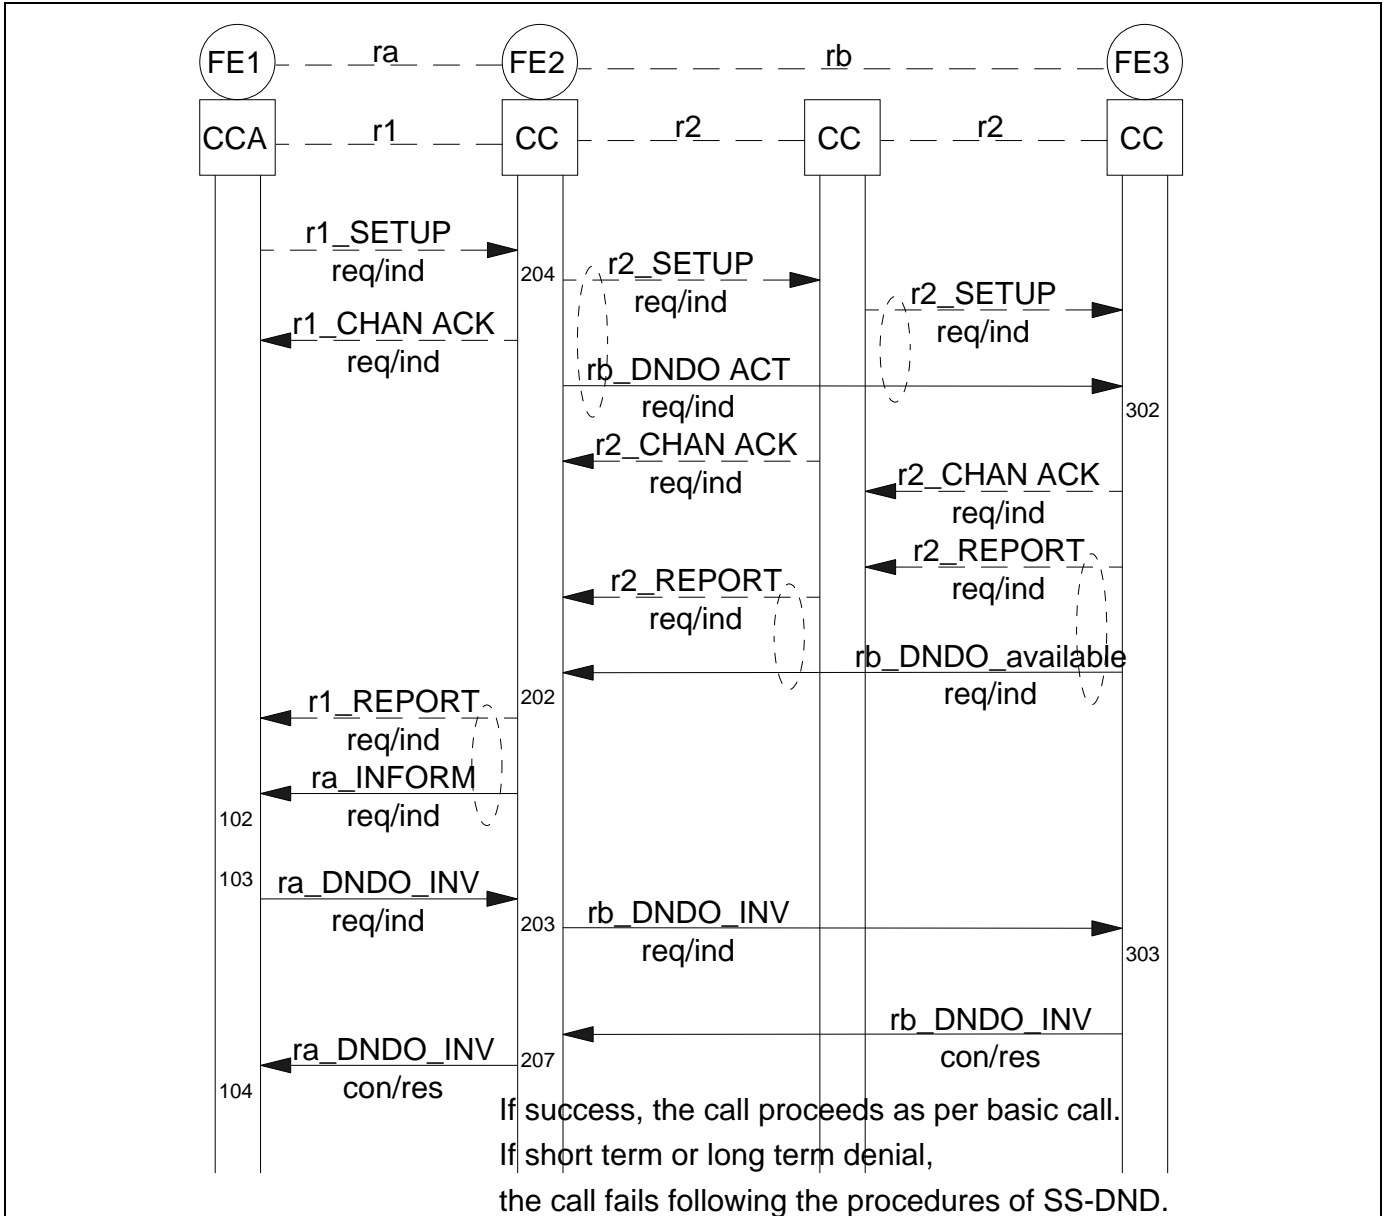 FE1 ra FE2 rb FE3
CCA r1 CC r2 CC r2 CC
r1_SETUP
req/ind
204
r2_SETUP
req/ind
r2_SETUP
req/ind
r1_CHAN ACK
req/ind
rb_DNDO ACT
req/ind
302
r2_CHAN ACK
req/ind
r2_CHAN ACK
req/ind
r2_REPORT
req/ind
r2_REPORT
req/ind
rb_DNDO_available
req/ind
202
r1_REPORT
req/ind
ra_INFORM
req/ind
102
103
ra_DNDO_INV
req/ind
203
rb_DNDO_INV
req/ind
303
rb_DNDO_INV
con/res
207
ra_DNDO_INV
con/res
104
If success, the call proceeds as per basic call.
If short term or long term denial,
the call fails following the procedures of SS-DND.